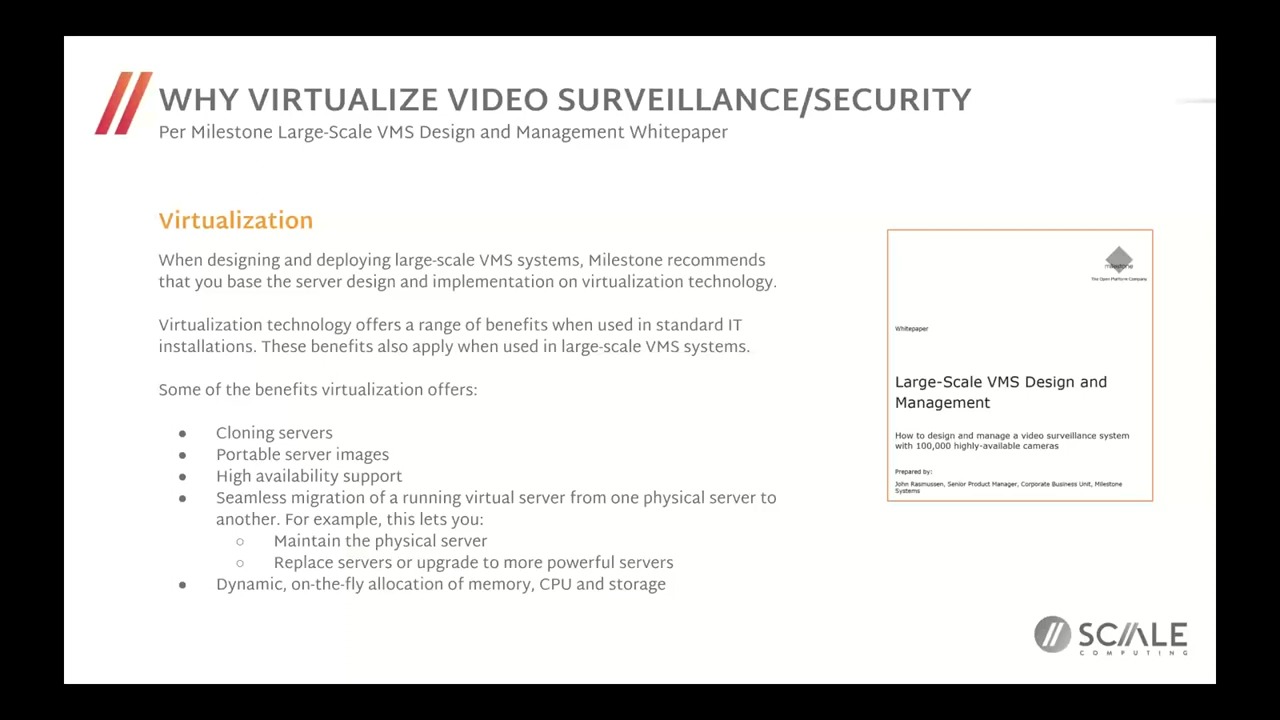 WHY VIRTUALIZE VIDEO SURVEILLANCE/SECURITY
Per Milestone Large-Scale VMS Design and Management Whitepaper
Virtualization
When designing and deploying large-scale VMS systems, Milestone recommends
that you base the server design and implementation on virtualization technology.
Virtualization technology offers a range of benefits when used in standard IT
installations. These benefits also apply when used in large-scale VMS systems.
Some of the benefits virtualization offers:
● Cloning servers
● Portable server images
● High availability support
● Seamless migration of a running virtual server from one physical server to
another. For example, this lets you:
○ Maintain the physical server
○ Replace servers or upgrade to more powerful servers
● Dynamic, on-the-fly allocation of memory, CPU and storage
milestone
The Open Platform Company
Whitepaper
Large-Scale VMS Design and
Management
How to design and manage a video surveillance system
with 100,000 highly-available cameras
Prepared by:
John Rasmussen, Senior Product Manager, Corporate Business Unit, Milestone
Systems
SCALE
COMPUTING